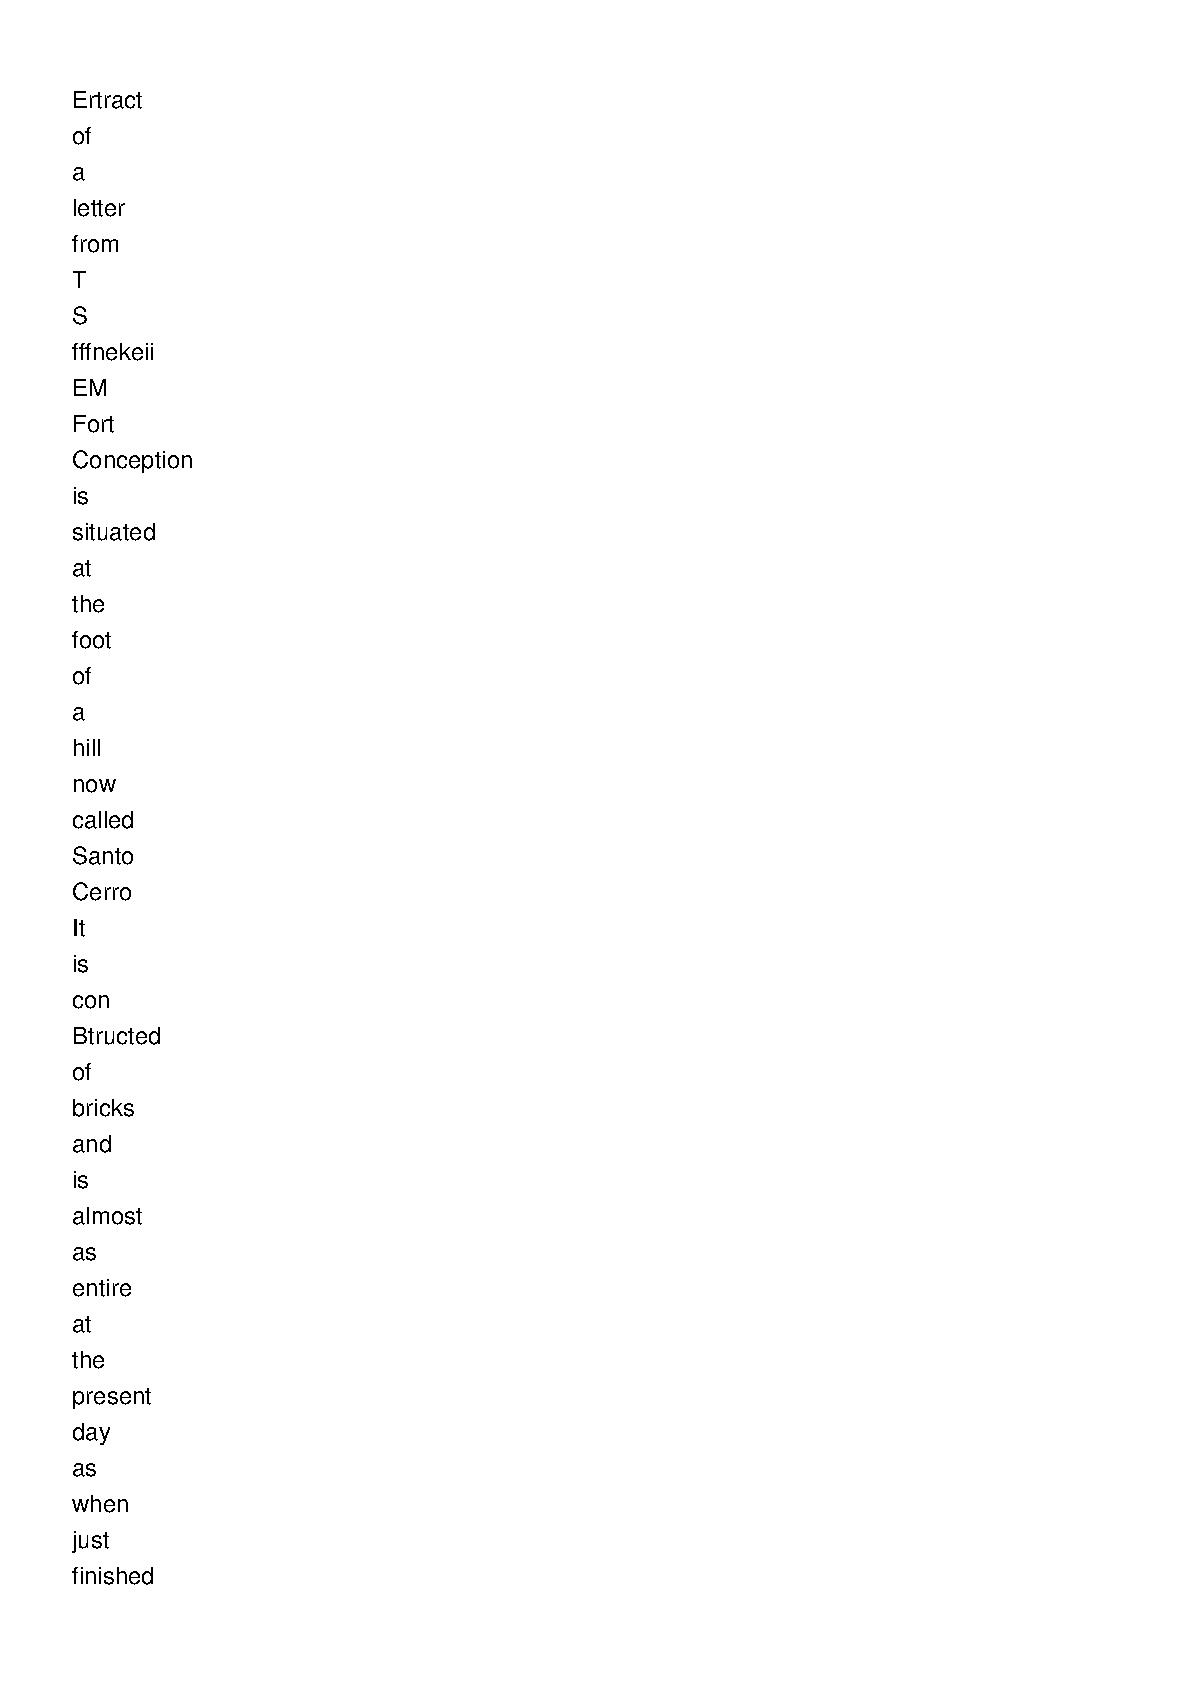 Ertract
of
a
letter
from
T
S
fffnekeii
EM
Fort
Conception
is
situated
at
the
foot
of
a
hill
now
called
Santo
Cerro
It
is
con
Btructed
of
bricks
and
is
almost
as
entire
at
the
present
day
as
when
just
finished